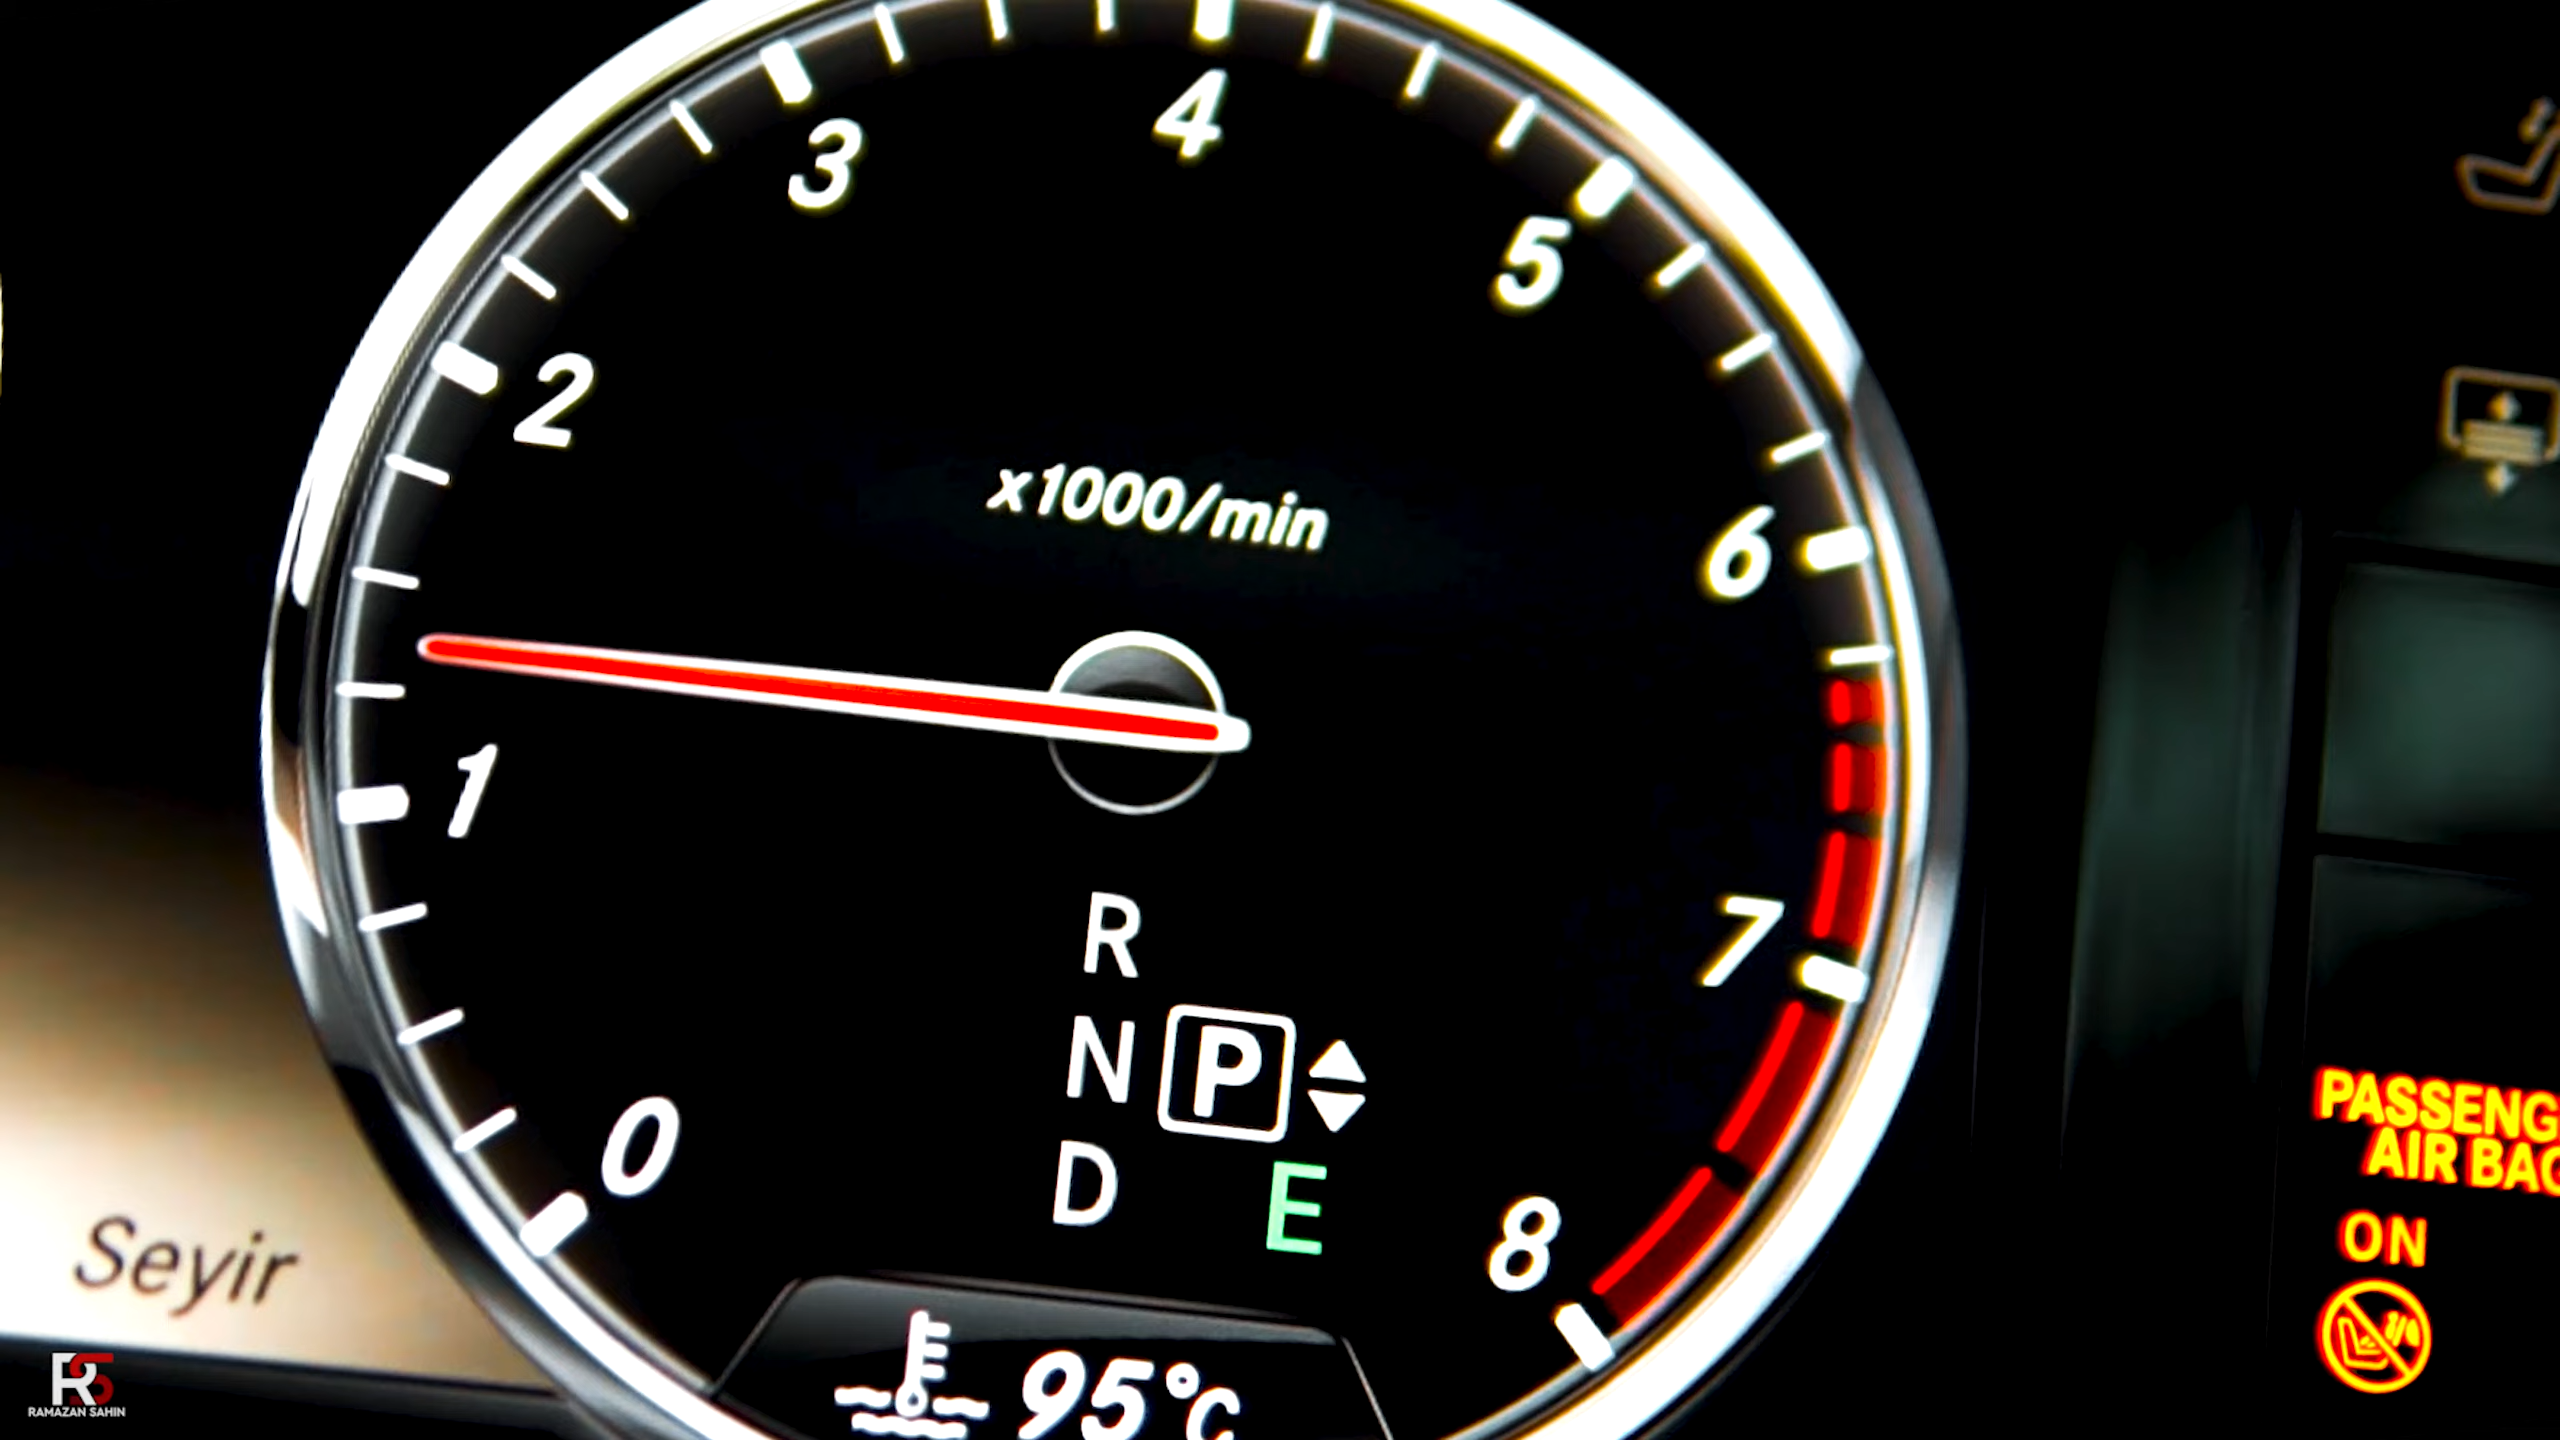 4
3
5
2
x1000/min
6
1
R
7
N P
0
D E
8
PASSENG
AIR BAG
ON
Seyir
95°C
RS
RAMAZAN SAHIN